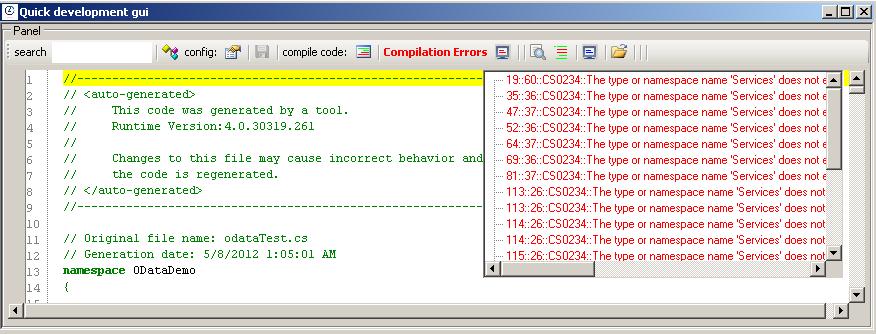 Quick development gui
Panel
search
config:
compile code:
Compilation Errors
1 //----------------------------------------------------------------
2 // <auto-generated>
3 //     This code was generated by a tool.
4 //     Runtime Version:4.0.30319.261
5 //
6 //     Changes to this file may cause incorrect behavior and
7 //     the code is regenerated.
8 // </auto-generated>
9 //----------------------------------------------------------------
10
11 // Original file name: odataTest.cs
12 // Generation date: 5/8/2012 1:05:01 AM
13 namespace ODataDemo
14 {
15
19::60::CS0234::The type or namespace name 'Services' does not e
35::36::CS0234::The type or namespace name 'Services' does not e
47::37::CS0234::The type or namespace name 'Services' does not e
52::36::CS0234::The type or namespace name 'Services' does not e
64::37::CS0234::The type or namespace name 'Services' does not e
69::36::CS0234::The type or namespace name 'Services' does not e
81::37::CS0234::The type or namespace name 'Services' does not e
113::26::CS0234::The type or namespace name 'Services' does not
113::26::CS0234::The type or namespace name 'Services' does not
114::26::CS0234::The type or namespace name 'Services' does not
114::26::CS0234::The type or namespace name 'Services' does not
115::26::CS0234::The type or namespace name 'Services' does not